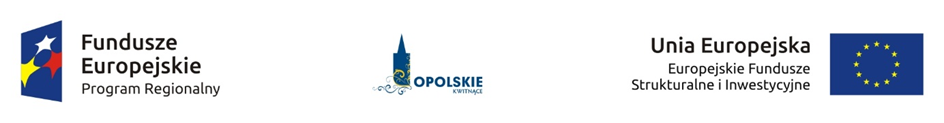 Fundusze
Europejskie
Program Regionalny
OPOLSKIE
KWITNĄCE
Unia Europejska
Europejskie Fundusze
Strukturalne i Inwestycyjne